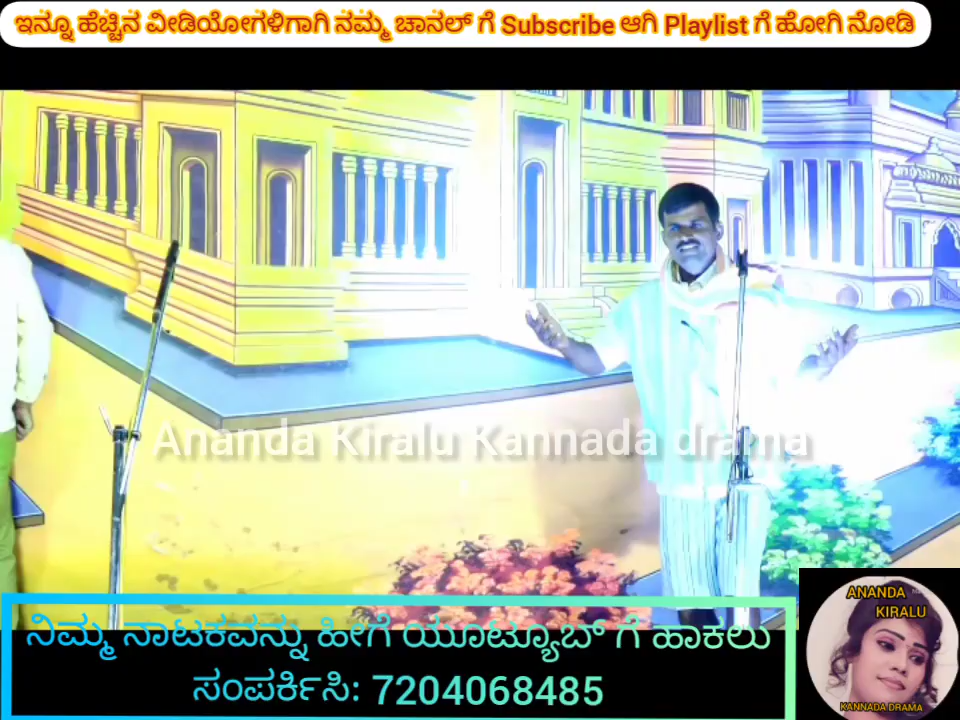 ಇನ್ನೂ ಹೆಚ್ಚಿನ ವೀಡಿಯೋಗಳಿಗಾಗಿ ನಮ್ಮ ಚಾನಲ್ ಗೆ Subscribe ಆಗಿ Playlist ಗೆ ಹೋಗಿ ನೋಡಿ
Ananda Kiralu Kannada drama
ನಿಮ್ಮ ನಾಟಕವನ್ನು ಹೀಗೆ ಯೂಟ್ಯೂಬ್ ಗೆ ಹಾಕಲು
ಸಂಪರ್ಕಿಸಿ: 7204068485
ANANDA
KIRALU
KANNADA DRAMA